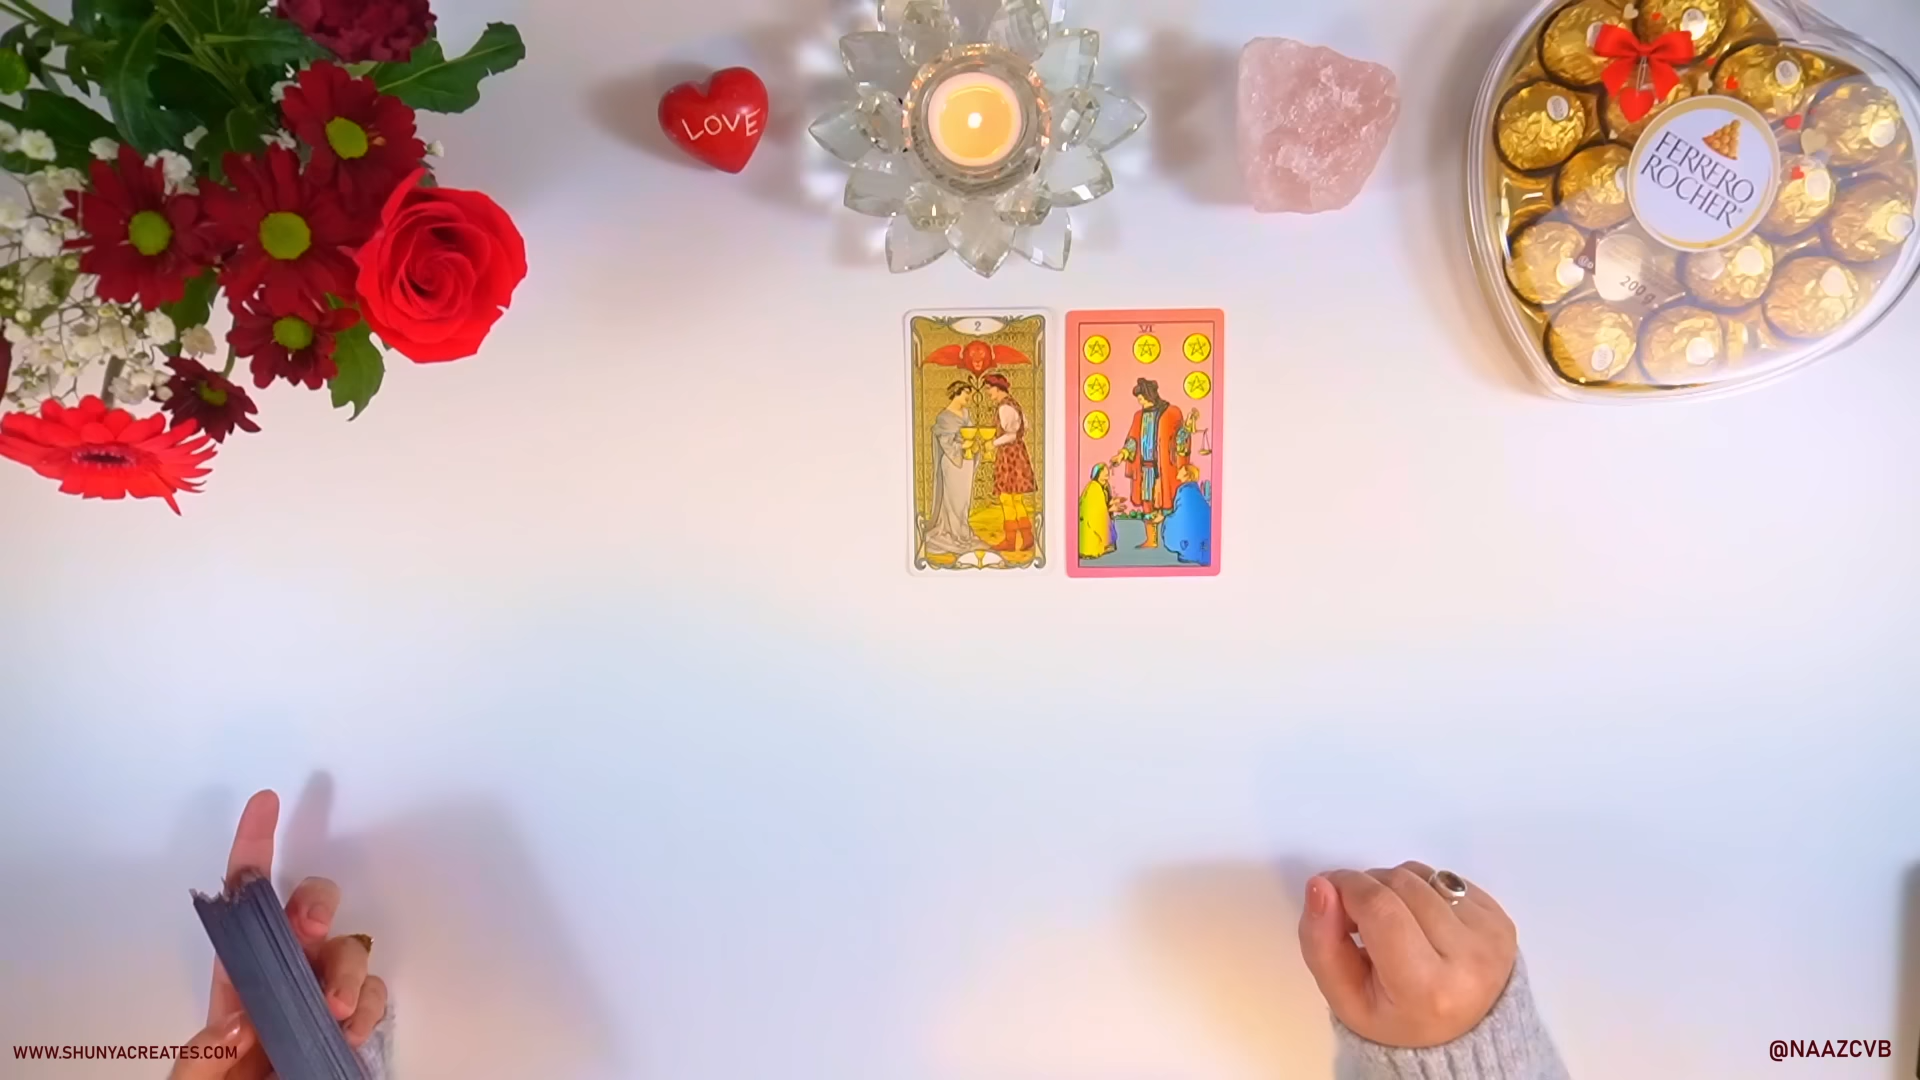 LOVE
FERRERO
ROCHER
200 g
2
VI
WWW.SHUNYACREATES.COM
@NAAZCVB